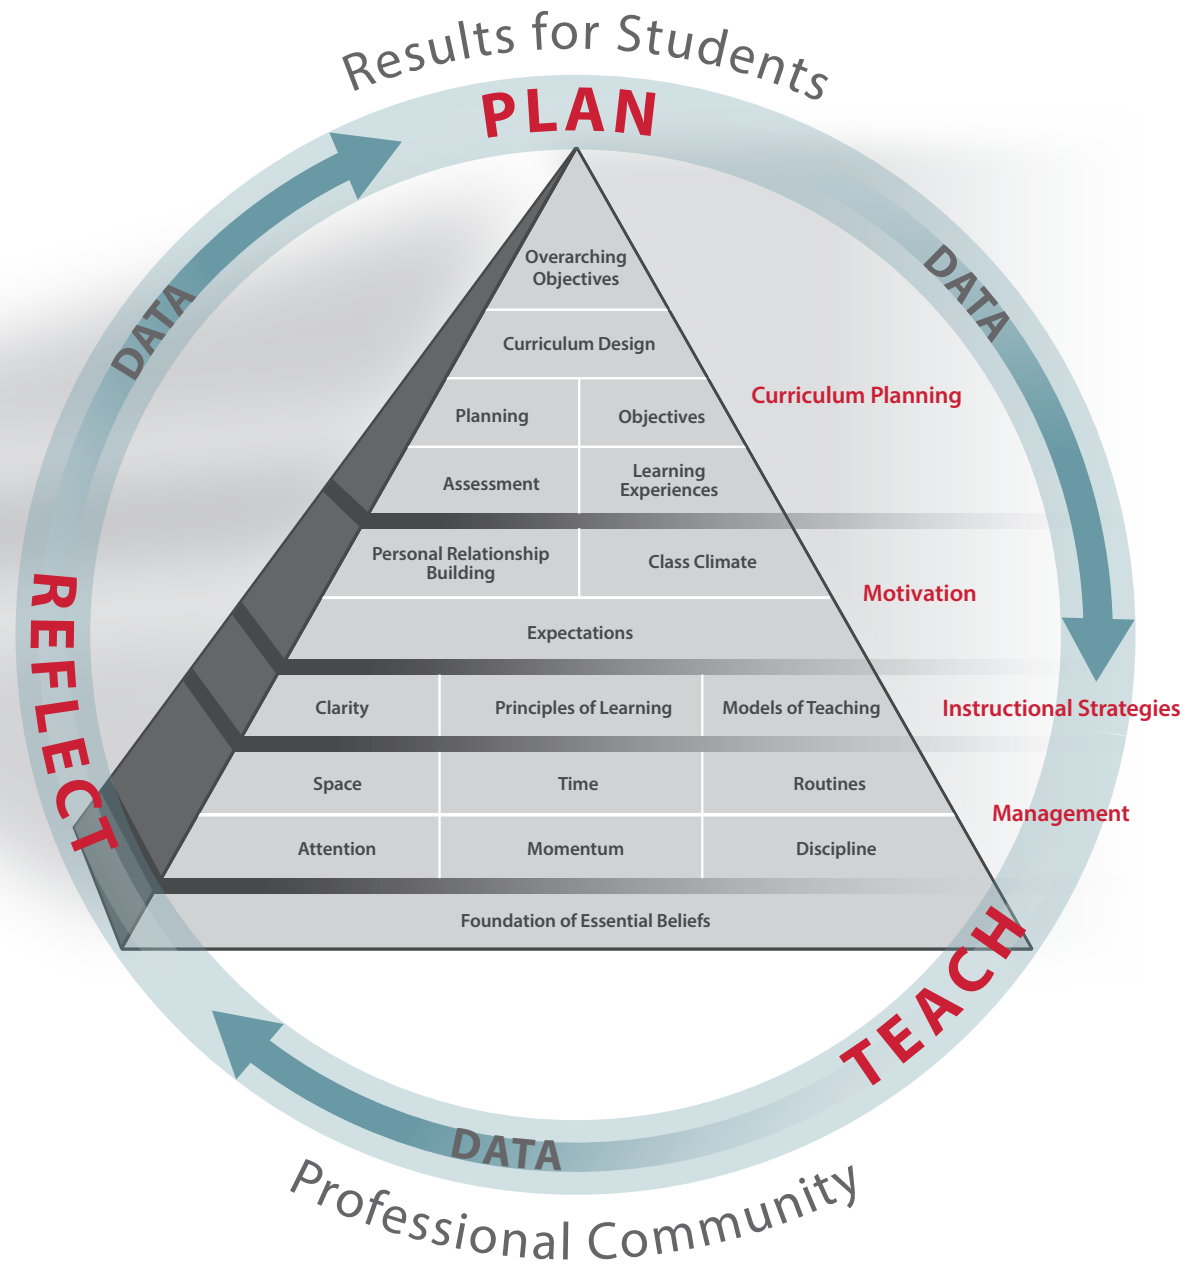 Results for Students
PLAN
DATA
DATA
Overarching
Objectives
Curriculum Design
Planning
Objectives
Curriculum Planning
Assessment
Learning
Experiences
Personal Relationship
Building
Class Climate
Motivation
Expectations
REFLECT
Clarity
Principles of Learning
Models of Teaching
Instructional Strategies
Space
Time
Routines
Management
Attention
Momentum
Discipline
Foundation of Essential Beliefs
TEACH
DATA
Professional Community